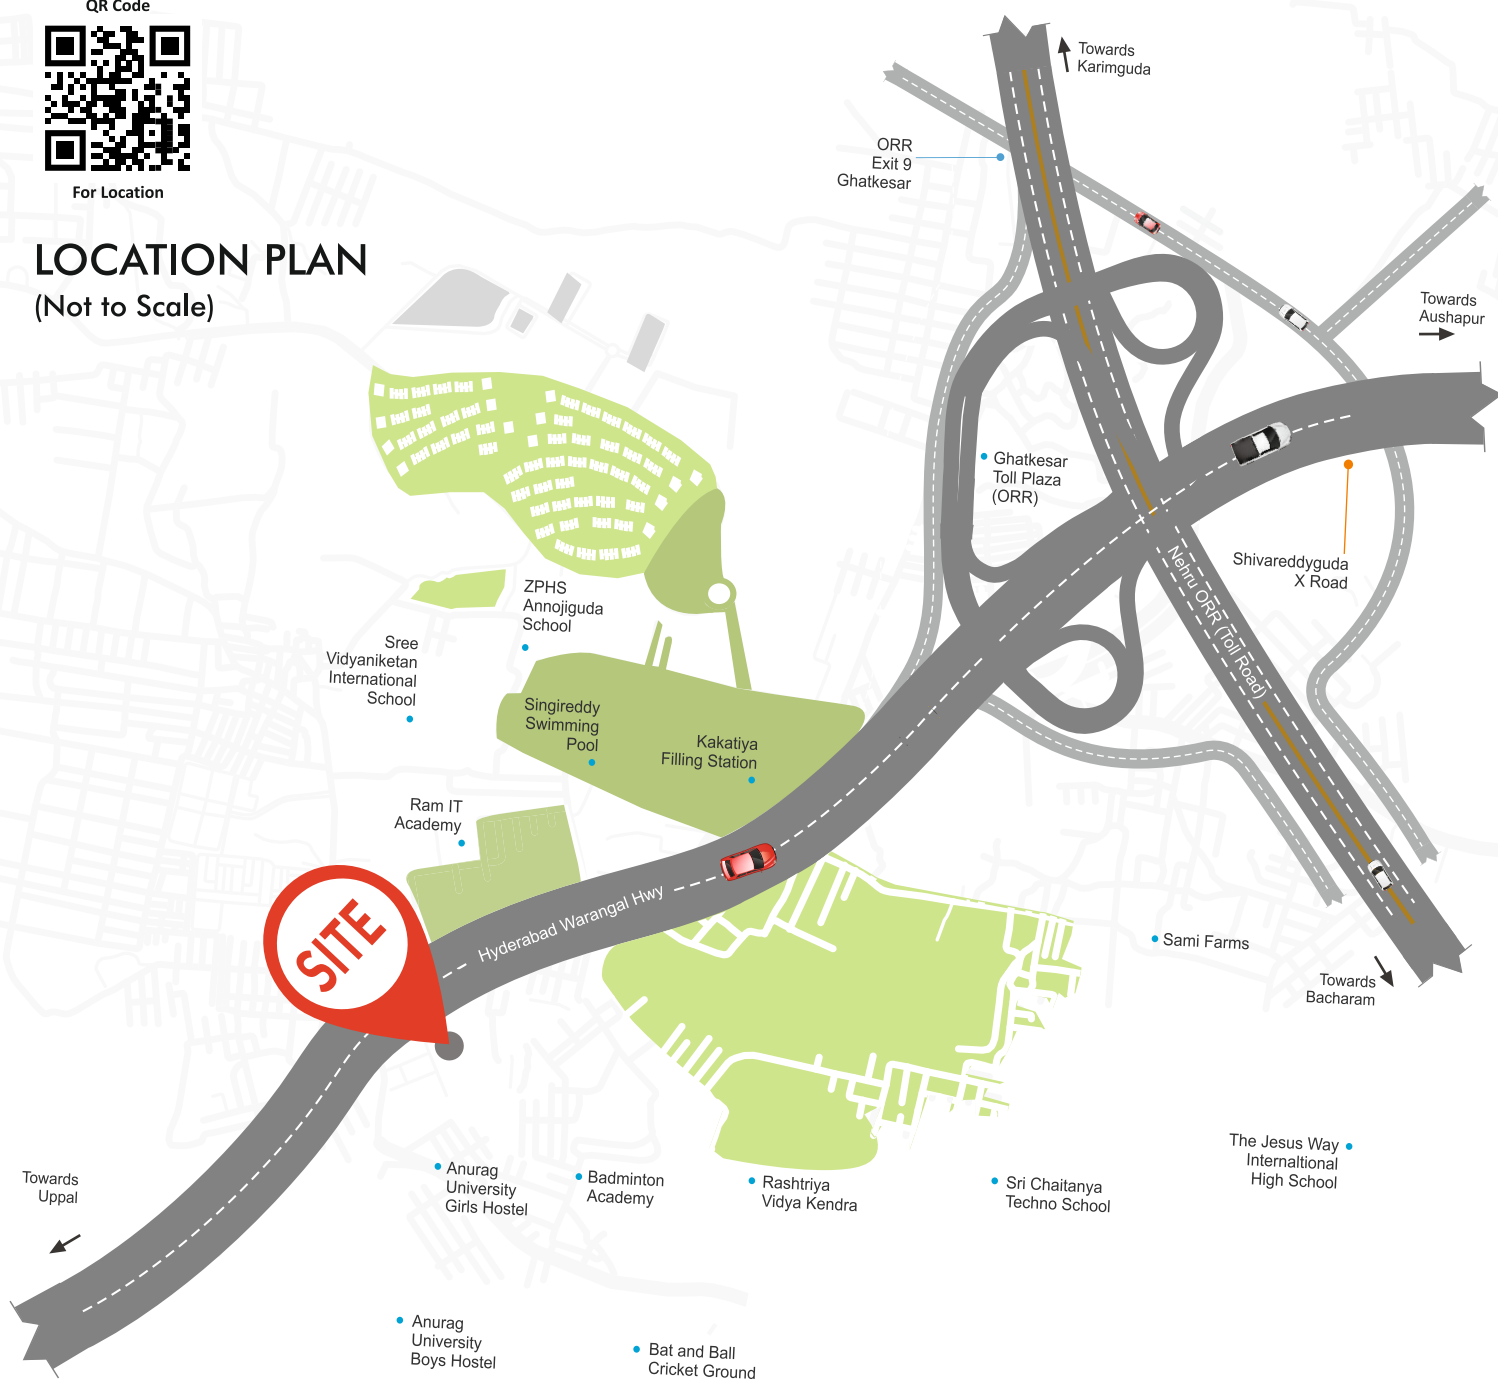 QR Code
For Location
LOCATION PLAN
(Not to Scale)
Towards
Karimguda
ORR
Exit 9
Ghatkesar
Towards
Aushapur
Ghatkesar
Toll Plaza
(ORR)
Shivareddyguda
X Road
Nehru ORR (Toll Road)
ZPHS
Annojiguda
School
Sree
Vidyaniketan
International
School
Singireddy
Swimming
Pool
Kakatiya
Filling Station
Ram IT
Academy
Hyderabad Warangal Hwy
SITE
Sami Farms
Towards
Bacharam
Towards
Uppal
Anurag
University
Girls Hostel
Badminton
Academy
Rashtriya
Vidya Kendra
Sri Chaitanya
Techno School
The Jesus Way
Internaltional
High School
Anurag
University
Boys Hostel
Bat and Ball
Cricket Ground